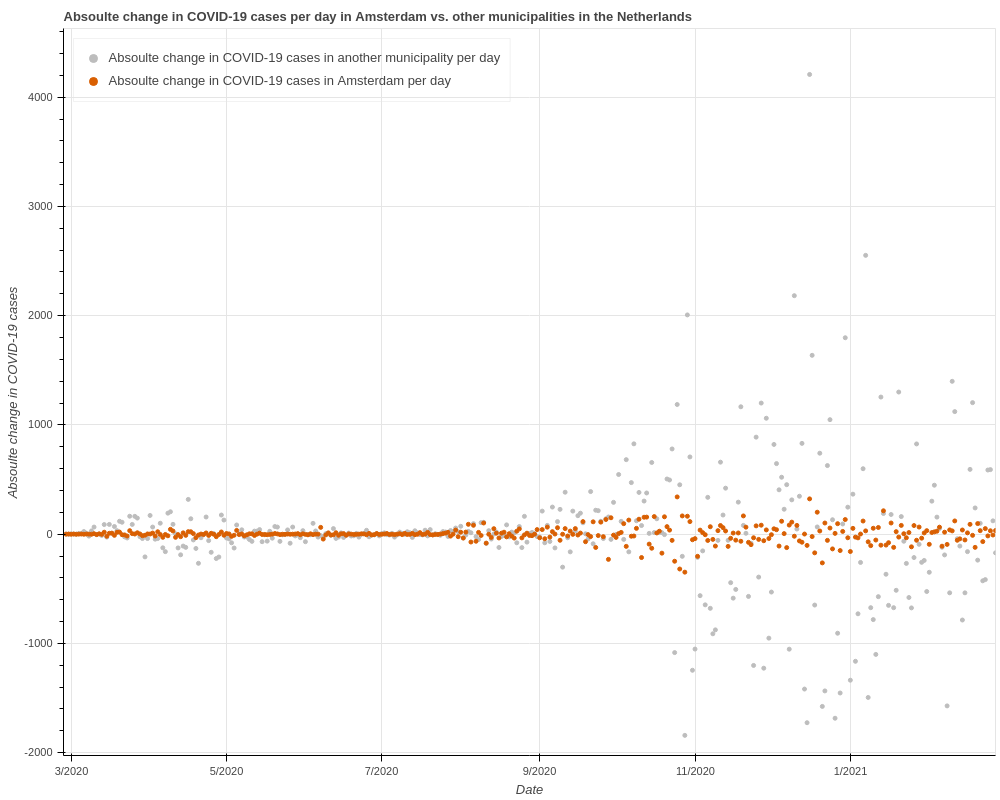 Absoulte change in COVID-19 cases per day in Amsterdam vs. other municipalities in the Netherlands
Absoulte change in COVID-19 cases in another municipality per day
Absoulte change in COVID-19 cases in Amsterdam per day
Absoulte change in COVID-19 cases
4000
3000
2000
1000
0
-1000
-2000
3/2020 5/2020 7/2020 9/2020 11/2020 1/2021
Date